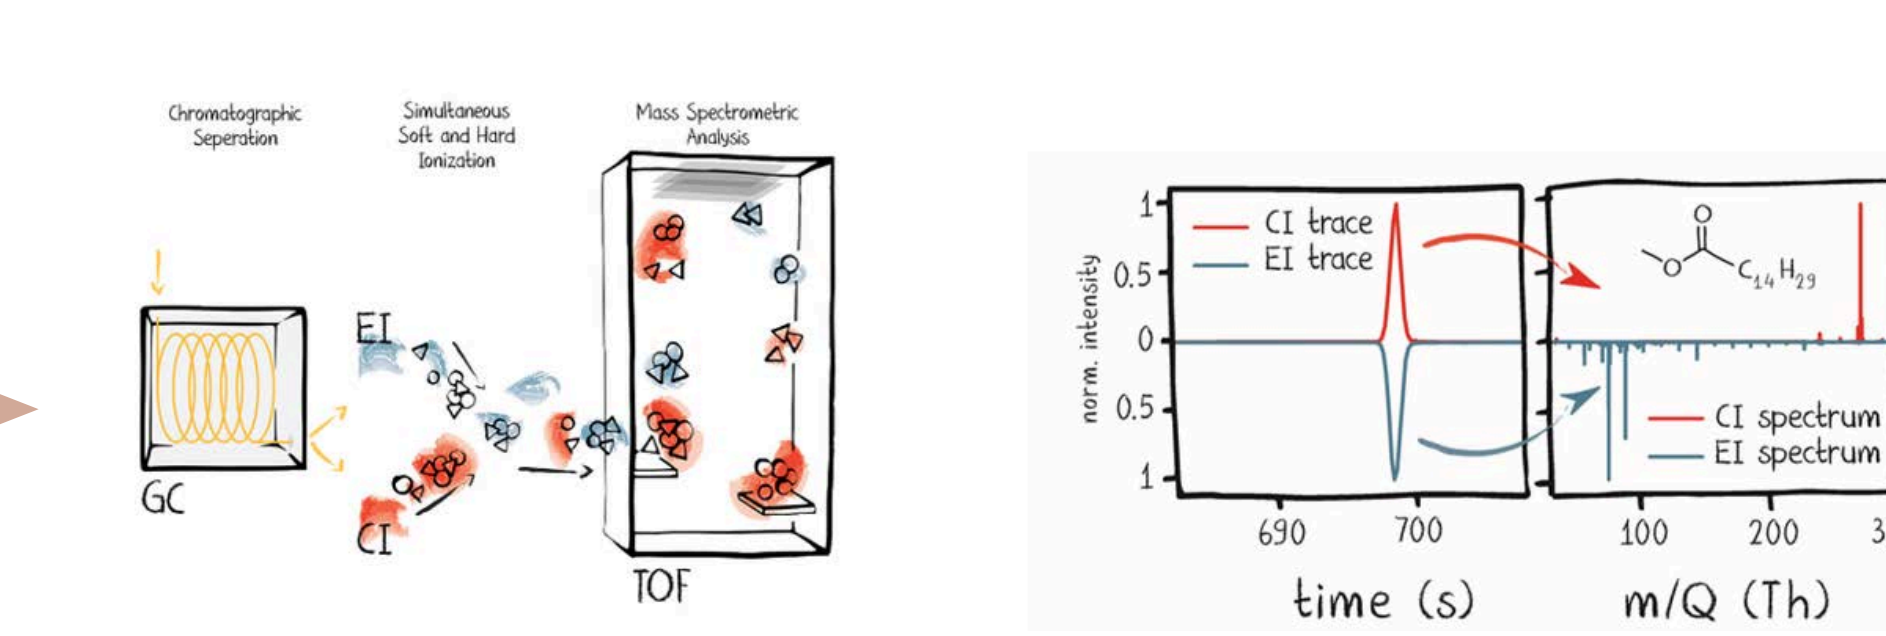 Chromatographic
Seperation
Simultaneous
Soft and Hard
Ionization
Mass Spectrometric
Analysis
EI
GC
CI
TOF
norm. intensity
1
0.5
0
0.5
1
CI trace
EI trace
690
700
time (s)
O
O
C14H29
CI spectrum
EI spectrum
100
200
3
m/Q (Th)